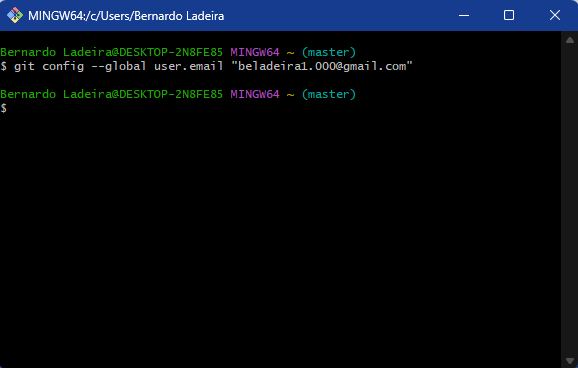 MINGW64:/c/Users/Bernardo Ladeira
Bernardo Ladeira@DESKTOP-2N8FE85 MINGW64 ~ (master)
$ git config --global user.email "beladeira1.000@gmail.com"
Bernardo Ladeira@DESKTOP-2N8FE85 MINGW64 ~ (master)
$